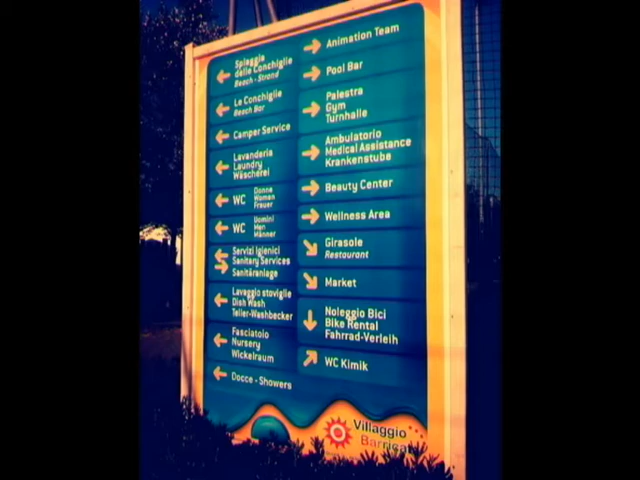 Spiaggia
delle Conchiglie
Beach - Strand
Le Conchiglie
Beach Bar
Camper Service
Lavanderia
Laundry
Wäscherei
WC Donne
Women
Frauen
WC Uomini
Men
Männer
Servizi Igienici
Sanitary Services
Sanitäranlage
Lavaggio stoviglie
Dish Wash
Teller-Washbecker
Fasciatoio
Nursery
Wickelraum
Docce - Showers
Animation Team
Pool Bar
Palestra
Gym
Turnhalle
Ambulatorio
Medical Assistance
Krankenstube
Beauty Center
Wellness Area
Girasole
Restaurant
Market
Noleggio Bici
Bike Rental
Fahrrad-Verleih
WC Kimik
Villaggio